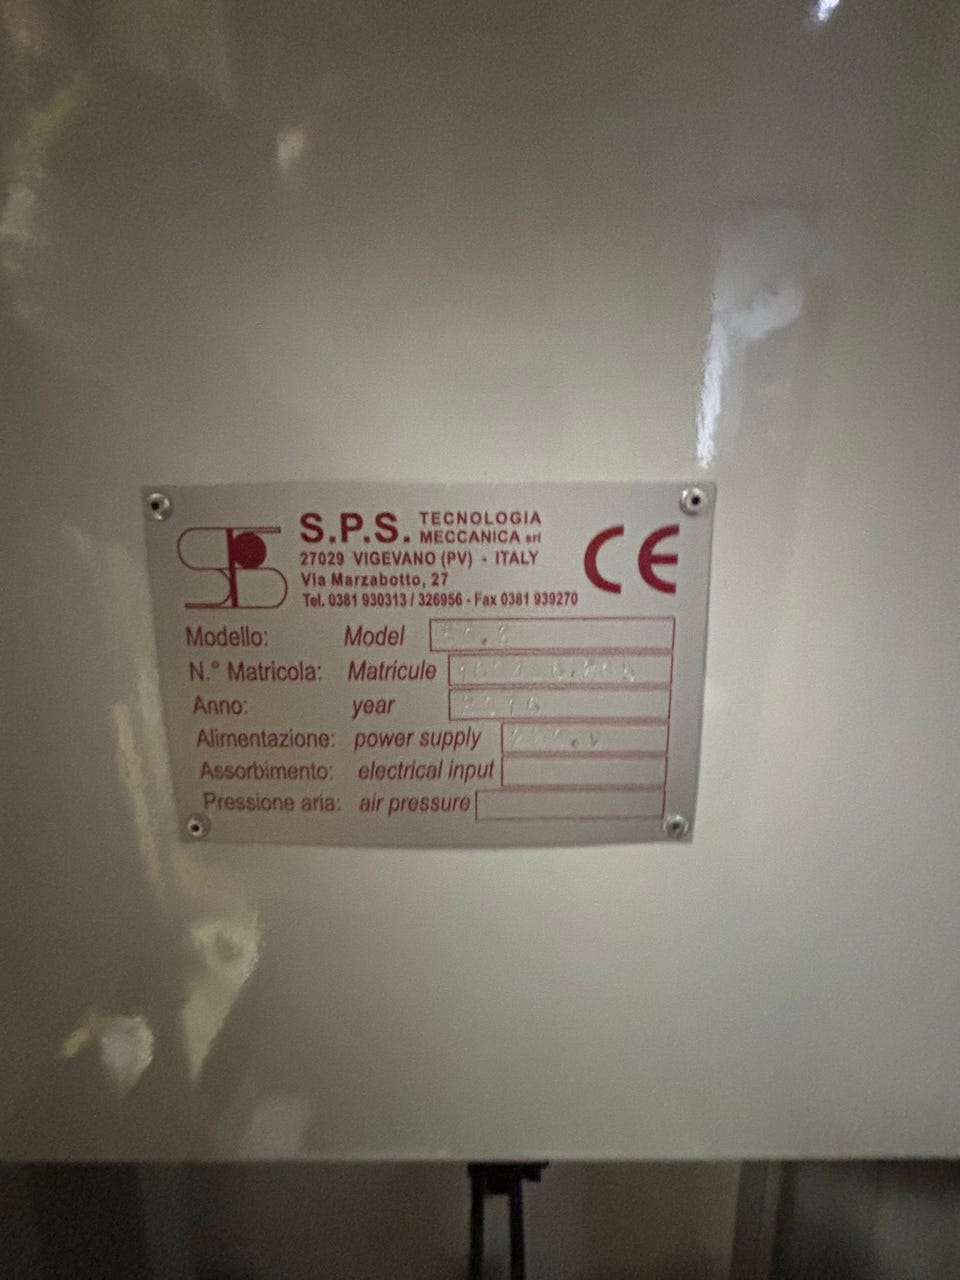 S.P.S. TECNOLOGIA MECCANICA srl
27029 VIGEVANO (PV) - ITALY
Via Marzabotto, 27
Tel. 0381 930313 / 326956 - Fax 0381 939270
CE
Modello: Model
N.° Matricola: Matricule
Anno: year
Alimentazione: power supply
Assorbimento: electrical input
Pressione aria: air pressure